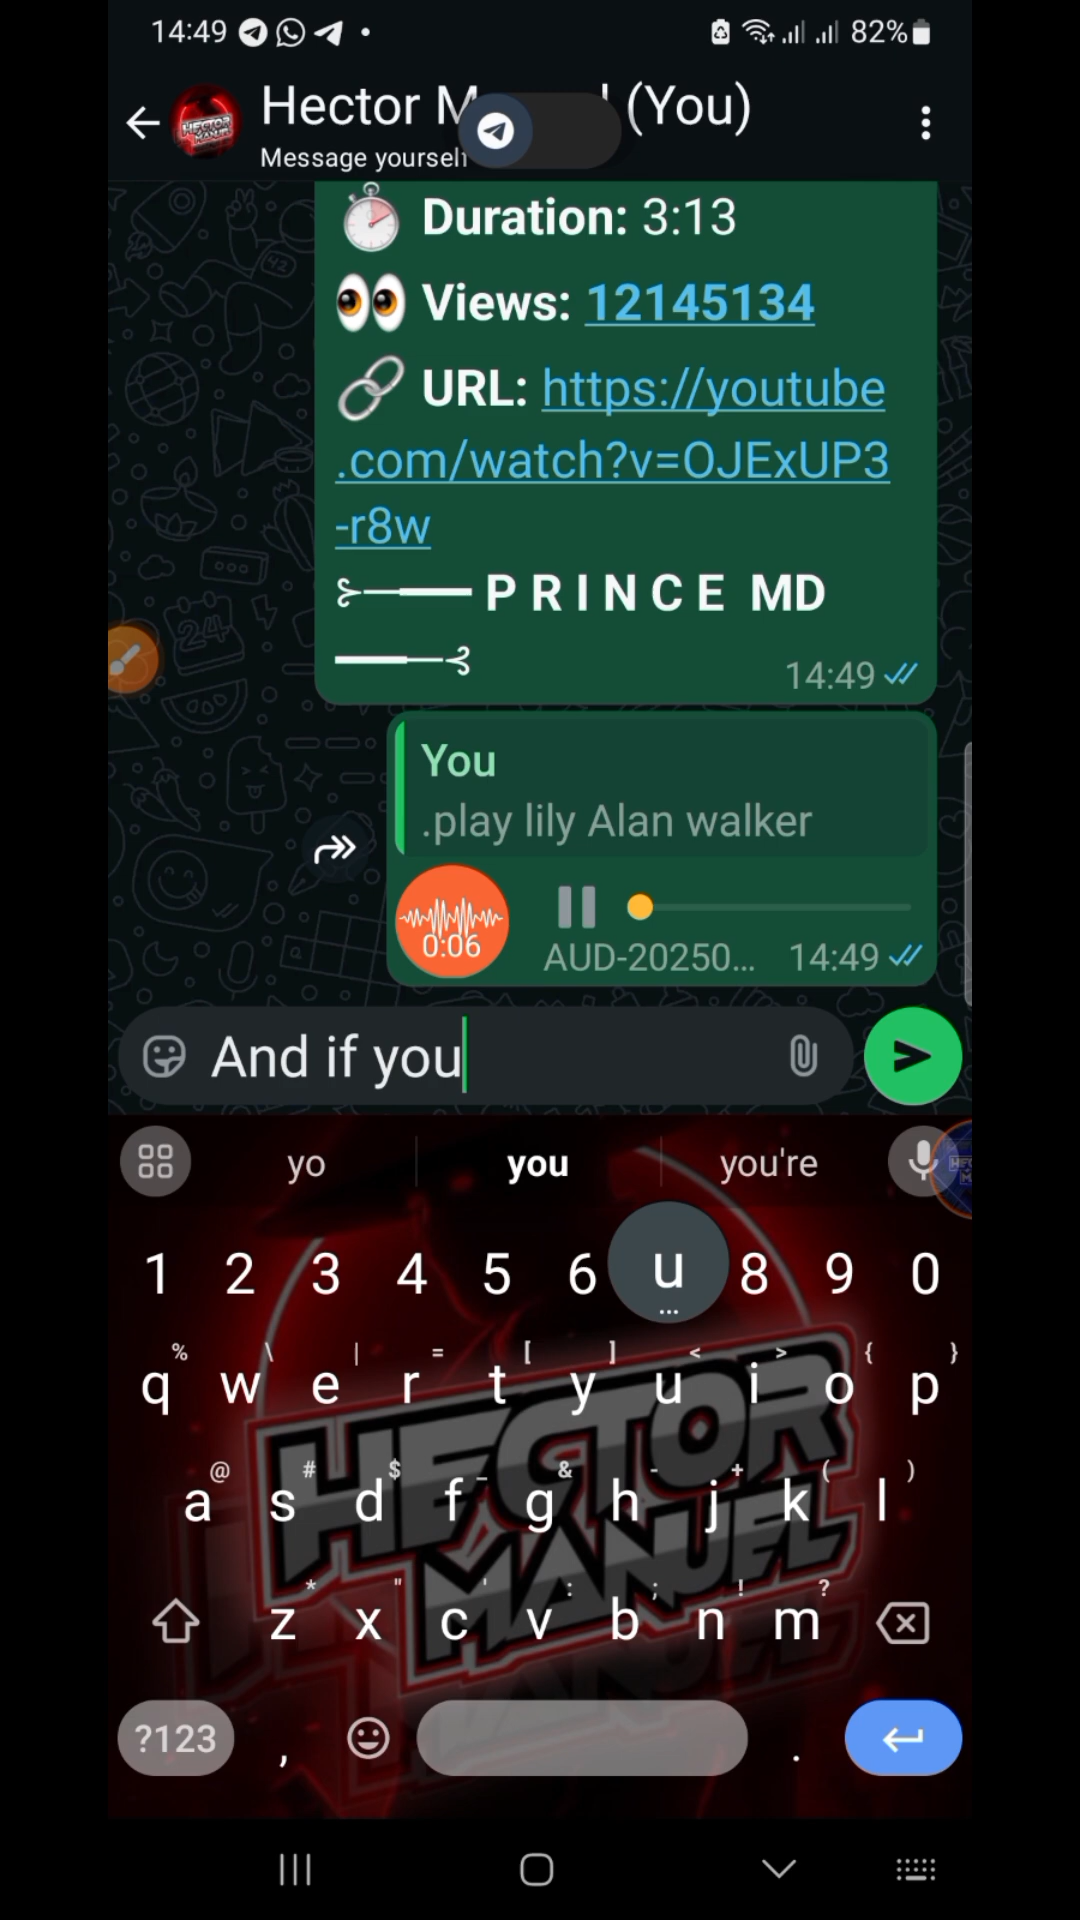 14:49 82%
Hector M (You)
Message yourself
Duration: 3:13
Views: 12145134
URL: https://youtube
.com/watch?v=OJExUP3
-r8w
P R I N C E MD
14:49
You
.play lily Alan walker
0:06
AUD-20250... 14:49
And if you
yo you you're
1 2 3 4 5 6 u 8 9 0
% \ | = [ ] < > { }
q w e r t y u i o p
@ # $ _ & - + ( )
a s d f g h j k l
* " ' : ; ! ?
z x c v b n m
?123 , .
HECTOR
MANUEL